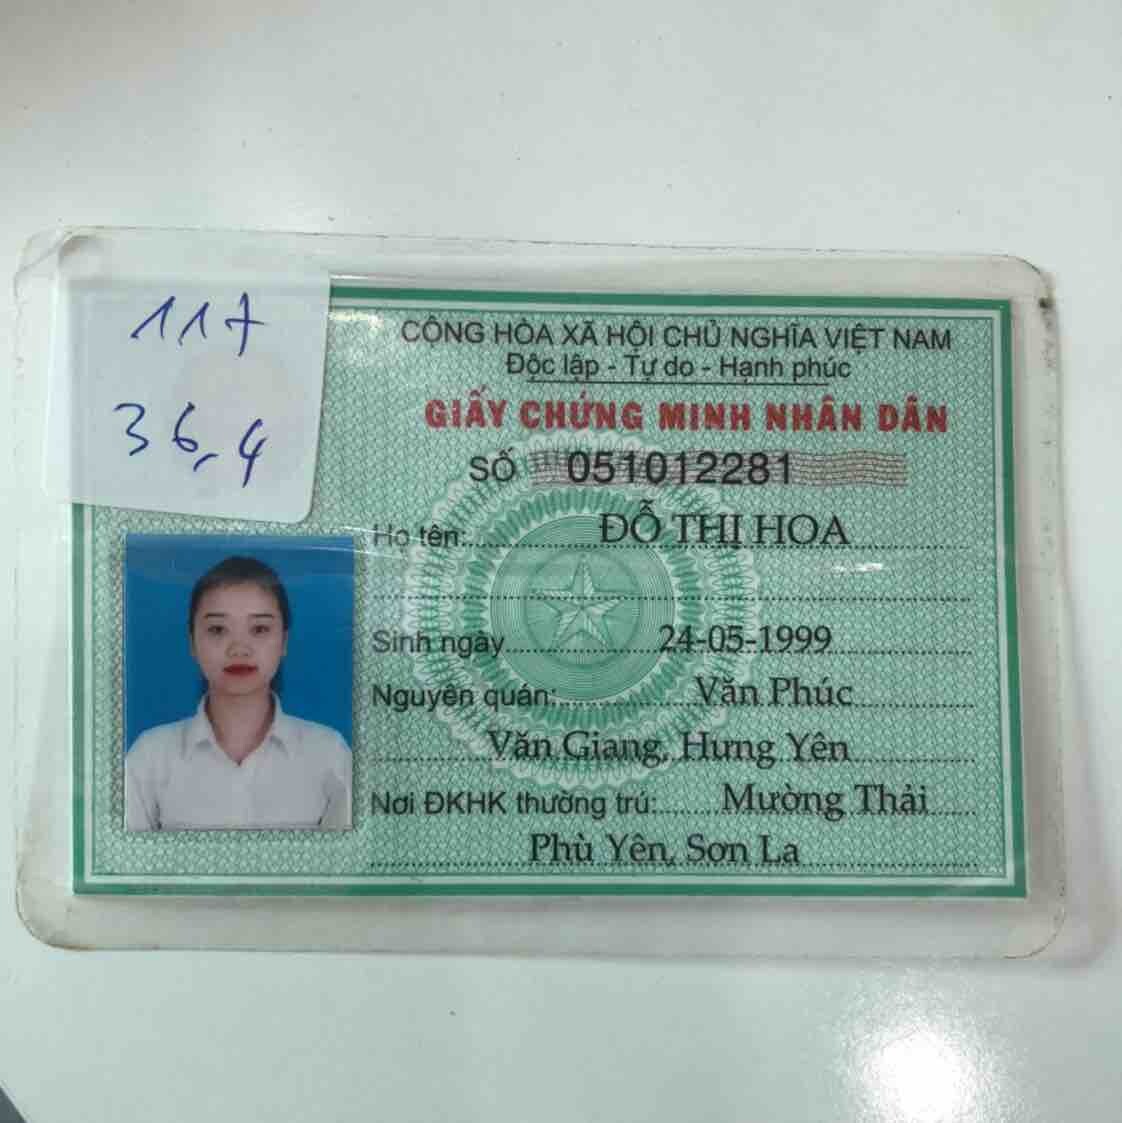 117
36,4
CỘNG HÒA XÃ HỘI CHỦ NGHĨA VIỆT NAM
Độc lập - Tự do - Hạnh phúc
GIẤY CHỨNG MINH NHÂN DÂN
SỐ 051012281
Họ tên: ĐỖ THỊ HOA
Sinh ngày 24-05-1999
Nguyên quán: Văn Phúc
Văn Giang, Hưng Yên
Nơi ĐKHK thường trú: Mường Thải
Phù Yên, Sơn La